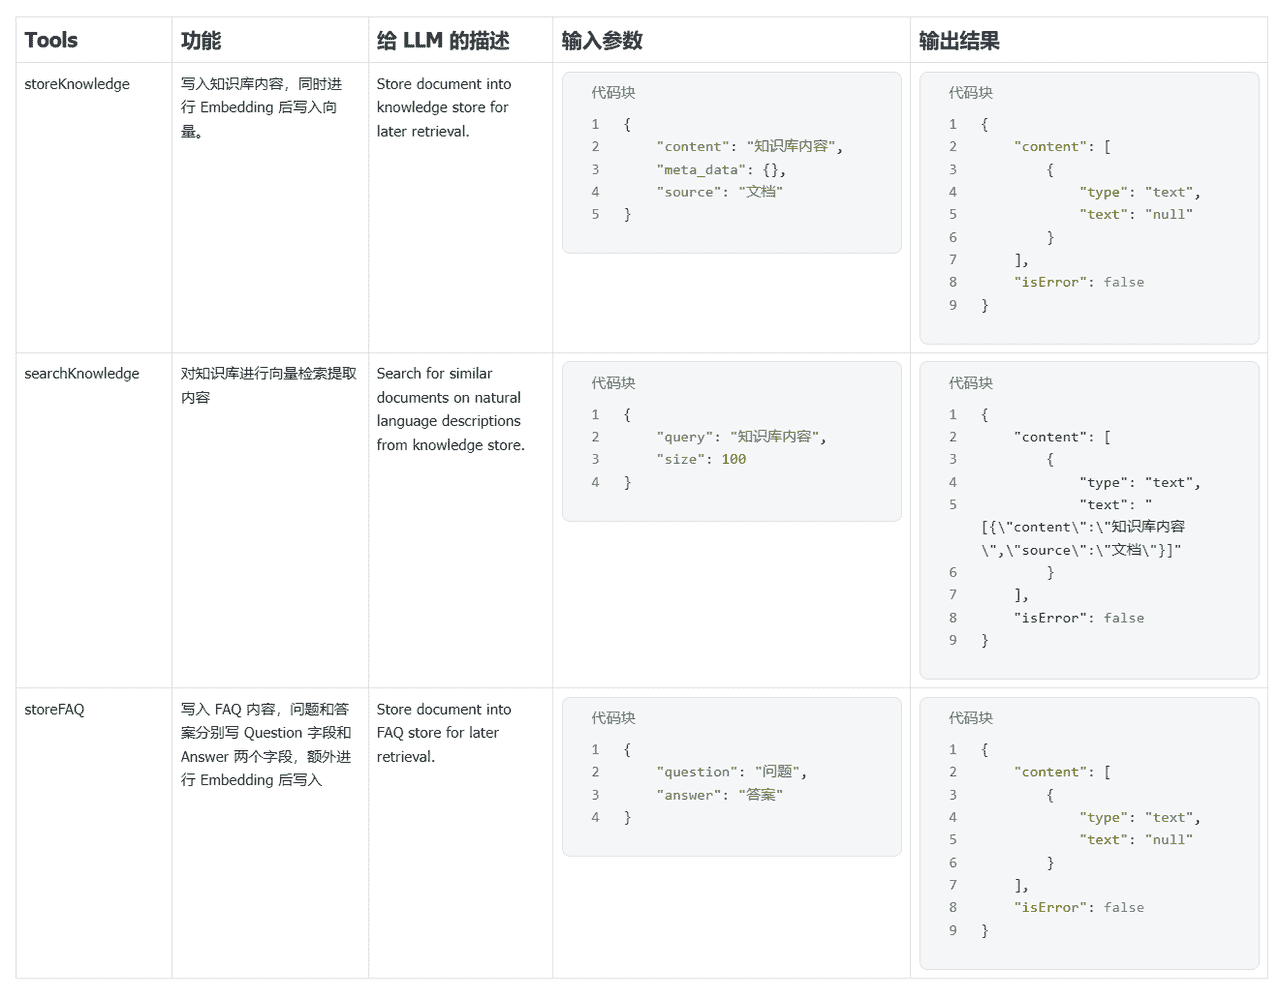 Tools 功能 给 LLM 的描述 输入参数 输出结果
storeKnowledge
写入知识库内容，同时进
行 Embedding 后写入向
量。
Store document into
knowledge store for
later retrieval.
代码块
1 {
2     "content": "知识库内容",
3     "meta_data": {},
4     "source": "文档"
5 }
代码块
1 {
2     "content": [
3         {
4             "type": "text",
5             "text": "null"
6         }
7     ],
8     "isError": false
9 }
searchKnowledge
对知识库进行向量检索提取
内容
Search for similar
documents on natural
language descriptions
from knowledge store.
代码块
1 {
2     "query": "知识库内容",
3     "size": 100
4 }
代码块
1 {
2     "content": [
3         {
4             "type": "text",
5             "text": "
[{\"content\":\"知识库内容
\",\"source\":\"文档\"}]"
6         }
7     ],
8     "isError": false
9 }
storeFAQ
写入 FAQ 内容，问题和答
案分别写 Question 字段和
Answer 两个字段，额外进
行 Embedding 后写入
Store document into
FAQ store for later
retrieval.
代码块
1 {
2     "question": "问题",
3     "answer": "答案"
4 }
代码块
1 {
2     "content": [
3         {
4             "type": "text",
5             "text": "null"
6         }
7     ],
8     "isError": false
9 }